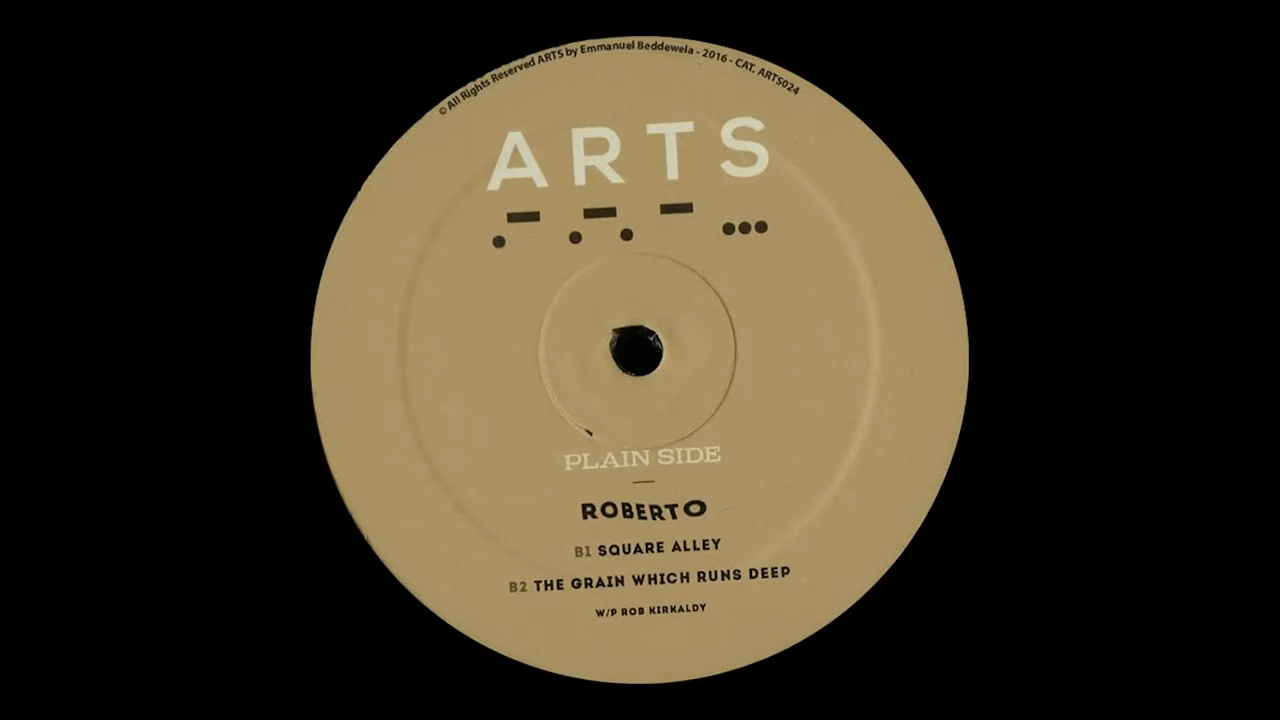 © All Rights Reserved ARTS by Emmanuel Beddewela - 2016 - CAT. ARTS024
ARTS
PLAIN SIDE
ROBERTO
B1 SQUARE ALLEY
B2 THE GRAIN WHICH RUNS DEEP
W/P ROB KIRKALDY